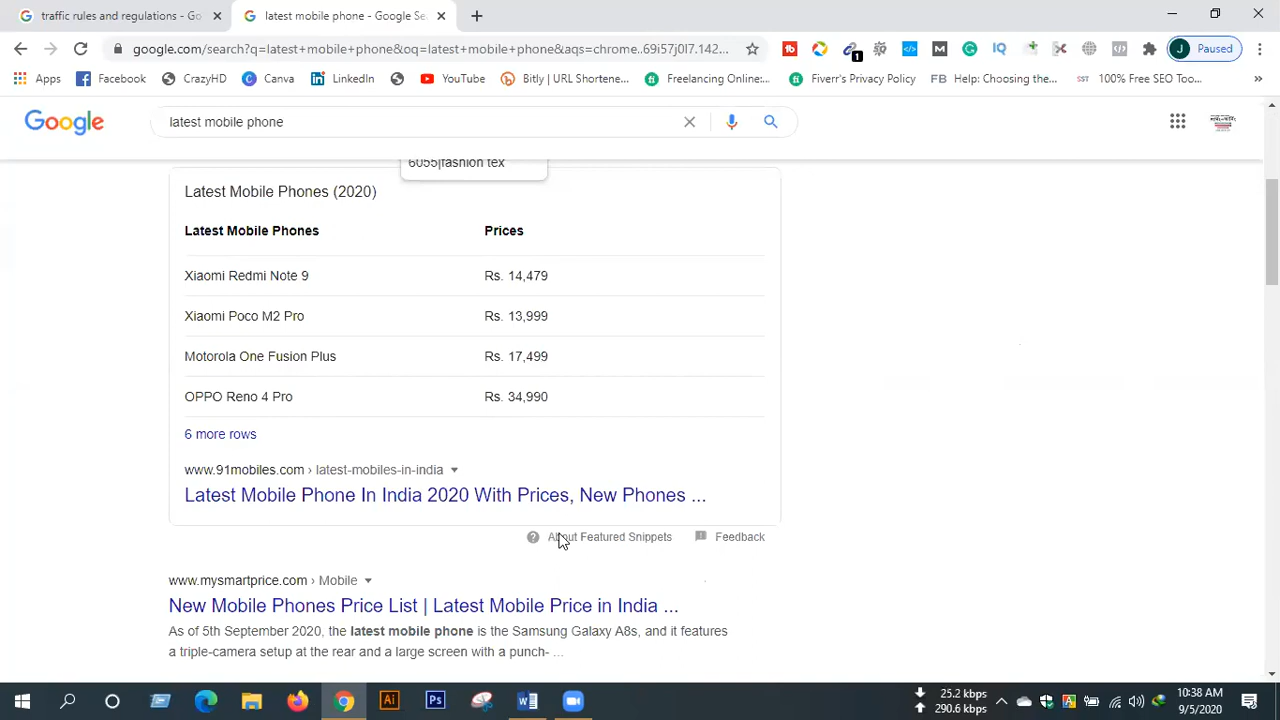 traffic rules and regulations - Go
latest mobile phone - Google Se
google.com/search?q=latest+mobile+phone&oq=latest+mobile+phone&aqs=chrome..69i57j0l7.142...
1
IQ
J Paused
Apps Facebook CrazyHD Canva LinkedIn YouTube Bitly | URL Shortene... Freelancing Online:... Fiverr's Privacy Policy FB Help: Choosing the... SST 100% Free SEO Too... »
Google
latest mobile phone
6055|fashion tex
Latest Mobile Phones (2020)
Latest Mobile Phones Prices
Xiaomi Redmi Note 9 Rs. 14,479
Xiaomi Poco M2 Pro Rs. 13,999
Motorola One Fusion Plus Rs. 17,499
OPPO Reno 4 Pro Rs. 34,990
6 more rows
www.91mobiles.com › latest-mobiles-in-india
Latest Mobile Phone In India 2020 With Prices, New Phones ...
About Featured Snippets Feedback
www.mysmartprice.com › Mobile
New Mobile Phones Price List | Latest Mobile Price in India ...
As of 5th September 2020, the latest mobile phone is the Samsung Galaxy A8s, and it features
a triple-camera setup at the rear and a large screen with a punch- ...
Ai
Ps
25.2 kbps
290.6 kbps
10:38 AM
9/5/2020